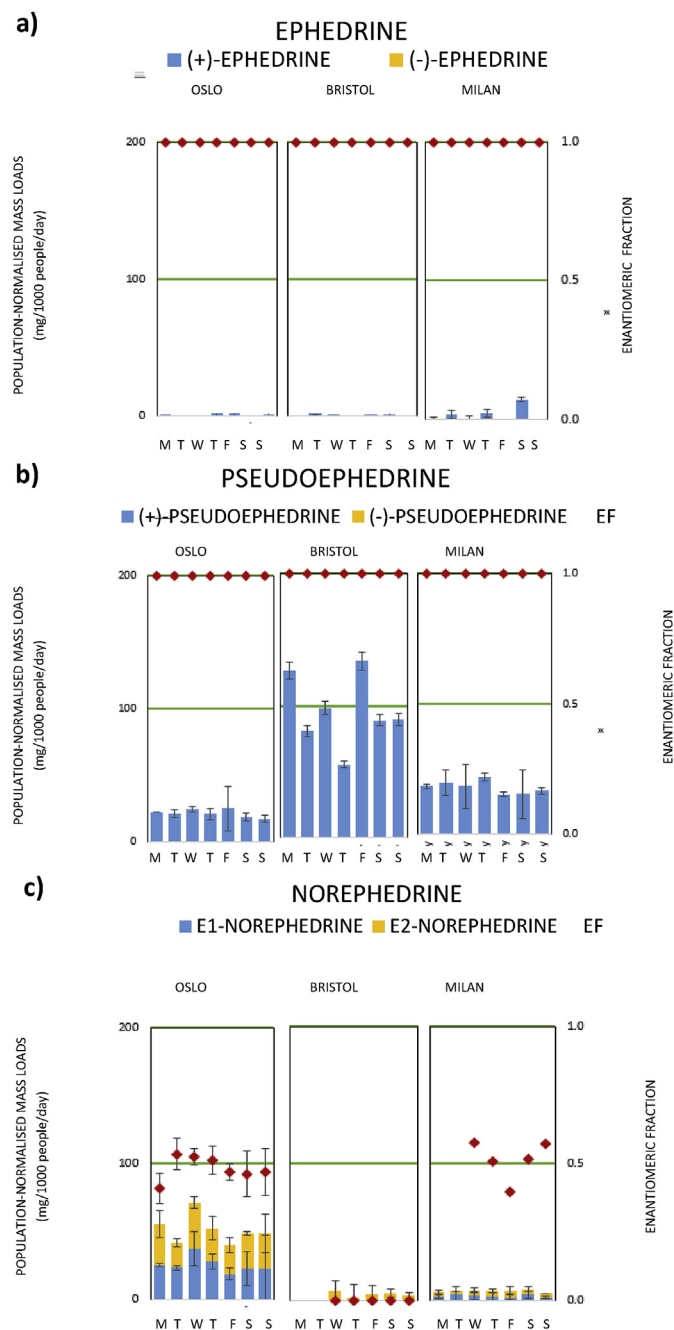 a)
EPHEDRINE
(+)-EPHEDRINE (-)-EPHEDRINE
OSLO BRISTOL MILAN
POPULATION-NORMALISED MASS LOADS
(mg/1000 people/day)
200
100
0
1.0
0.5
0.0
ENANTIOMERIC FRACTION
M T W T F S S M T W T F S S M T W T F S S
b)
PSEUDOEPHEDRINE
(+)-PSEUDOEPHEDRINE (-)-PSEUDOEPHEDRINE EF
OSLO BRISTOL MILAN
POPULATION-NORMALISED MASS LOADS
(mg/1000 people/day)
200
100
0
1.0
0.5
0.0
ENANTIOMERIC FRACTION
M T W T F S S M T W T F S S M T W T F S S
c)
NOREPHEDRINE
E1-NOREPHEDRINE E2-NOREPHEDRINE EF
OSLO BRISTOL MILAN
POPULATION-NORMALISED MASS LOADS
(mg/1000 people/day)
200
100
0
1.0
0.5
0.0
ENANTIOMERIC FRACTION
M T W T F S S M T W T F S S M T W T F S S